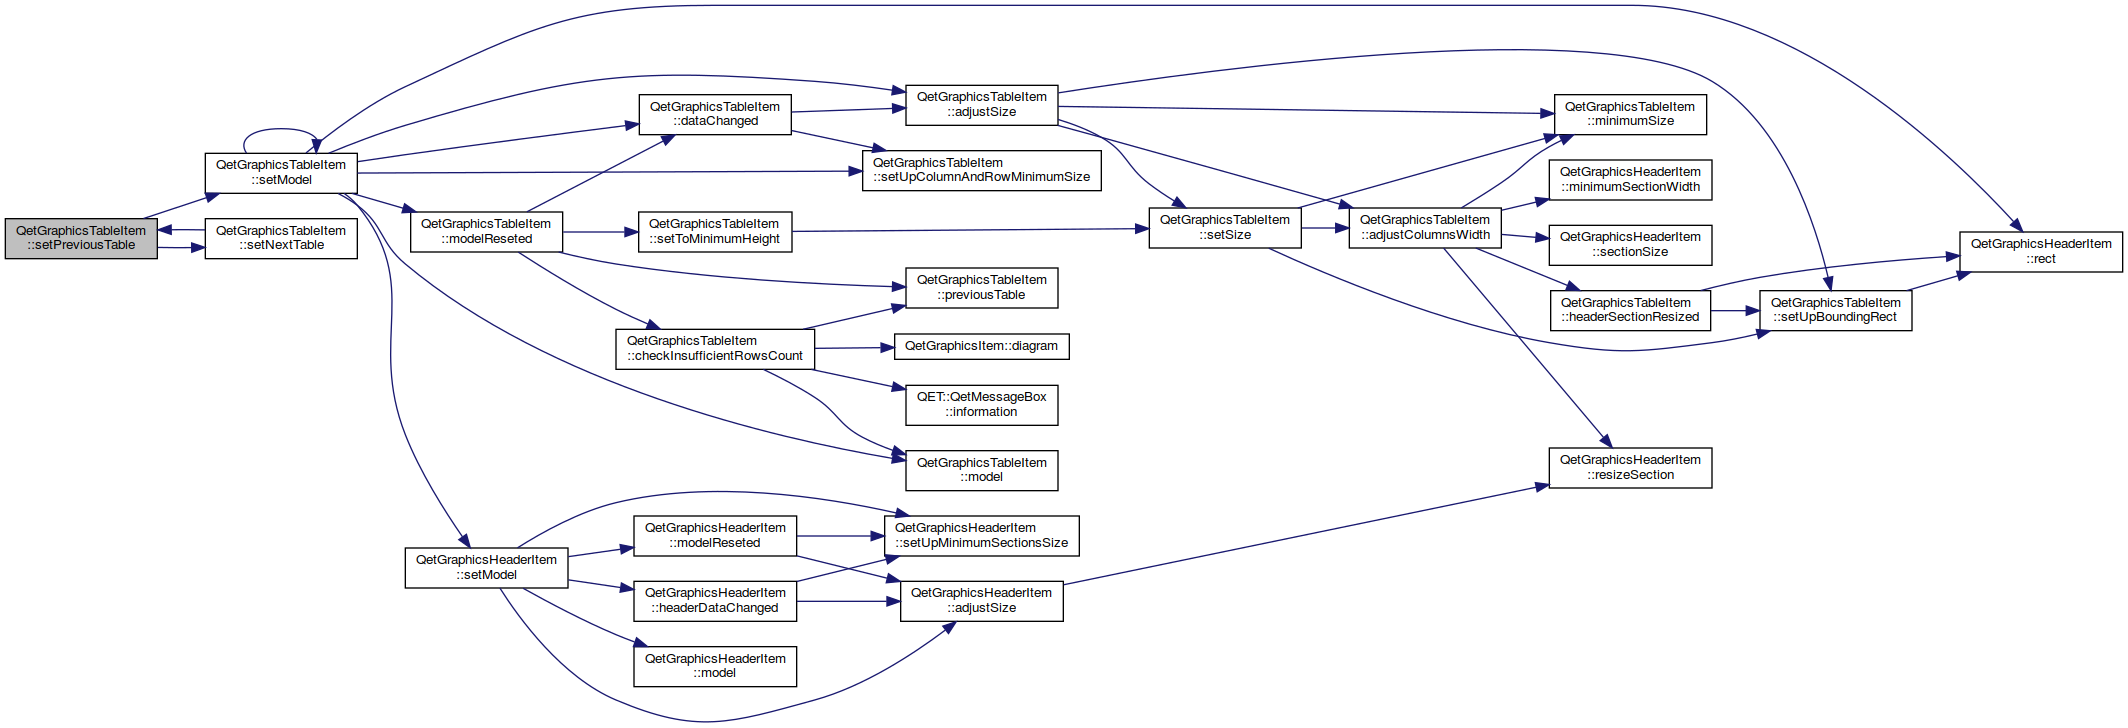 QetGraphicsTableItem
::setPreviousTable
QetGraphicsTableItem
::setModel
QetGraphicsTableItem
::setNextTable
QetGraphicsTableItem
::modelReseted
QetGraphicsHeaderItem
::setModel
QetGraphicsTableItem
::dataChanged
QetGraphicsTableItem
::setToMinimumHeight
QetGraphicsTableItem
::checkInsufficientRowsCount
QetGraphicsHeaderItem
::modelReseted
QetGraphicsHeaderItem
::headerDataChanged
QetGraphicsHeaderItem
::model
QetGraphicsTableItem
::adjustSize
QetGraphicsTableItem
::setUpColumnAndRowMinimumSize
QetGraphicsTableItem
::previousTable
QetGraphicsItem::diagram
QET::QetMessageBox
::information
QetGraphicsTableItem
::model
QetGraphicsHeaderItem
::setUpMinimumSectionsSize
QetGraphicsHeaderItem
::adjustSize
QetGraphicsTableItem
::setSize
QetGraphicsTableItem
::adjustColumnsWidth
QetGraphicsTableItem
::minimumSize
QetGraphicsHeaderItem
::minimumSectionWidth
QetGraphicsHeaderItem
::sectionSize
QetGraphicsTableItem
::headerSectionResized
QetGraphicsHeaderItem
::resizeSection
QetGraphicsTableItem
::setUpBoundingRect
QetGraphicsHeaderItem
::rect